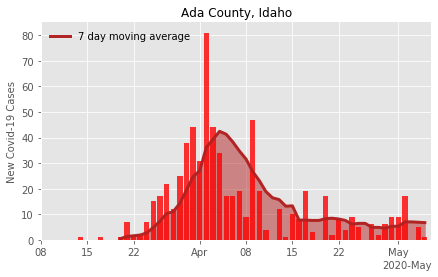 Ada County, Idaho
7 day moving average
New Covid-19 Cases
80
70
60
50
40
30
20
10
0
08 15 22 Apr 08 15 22 May
2020-May